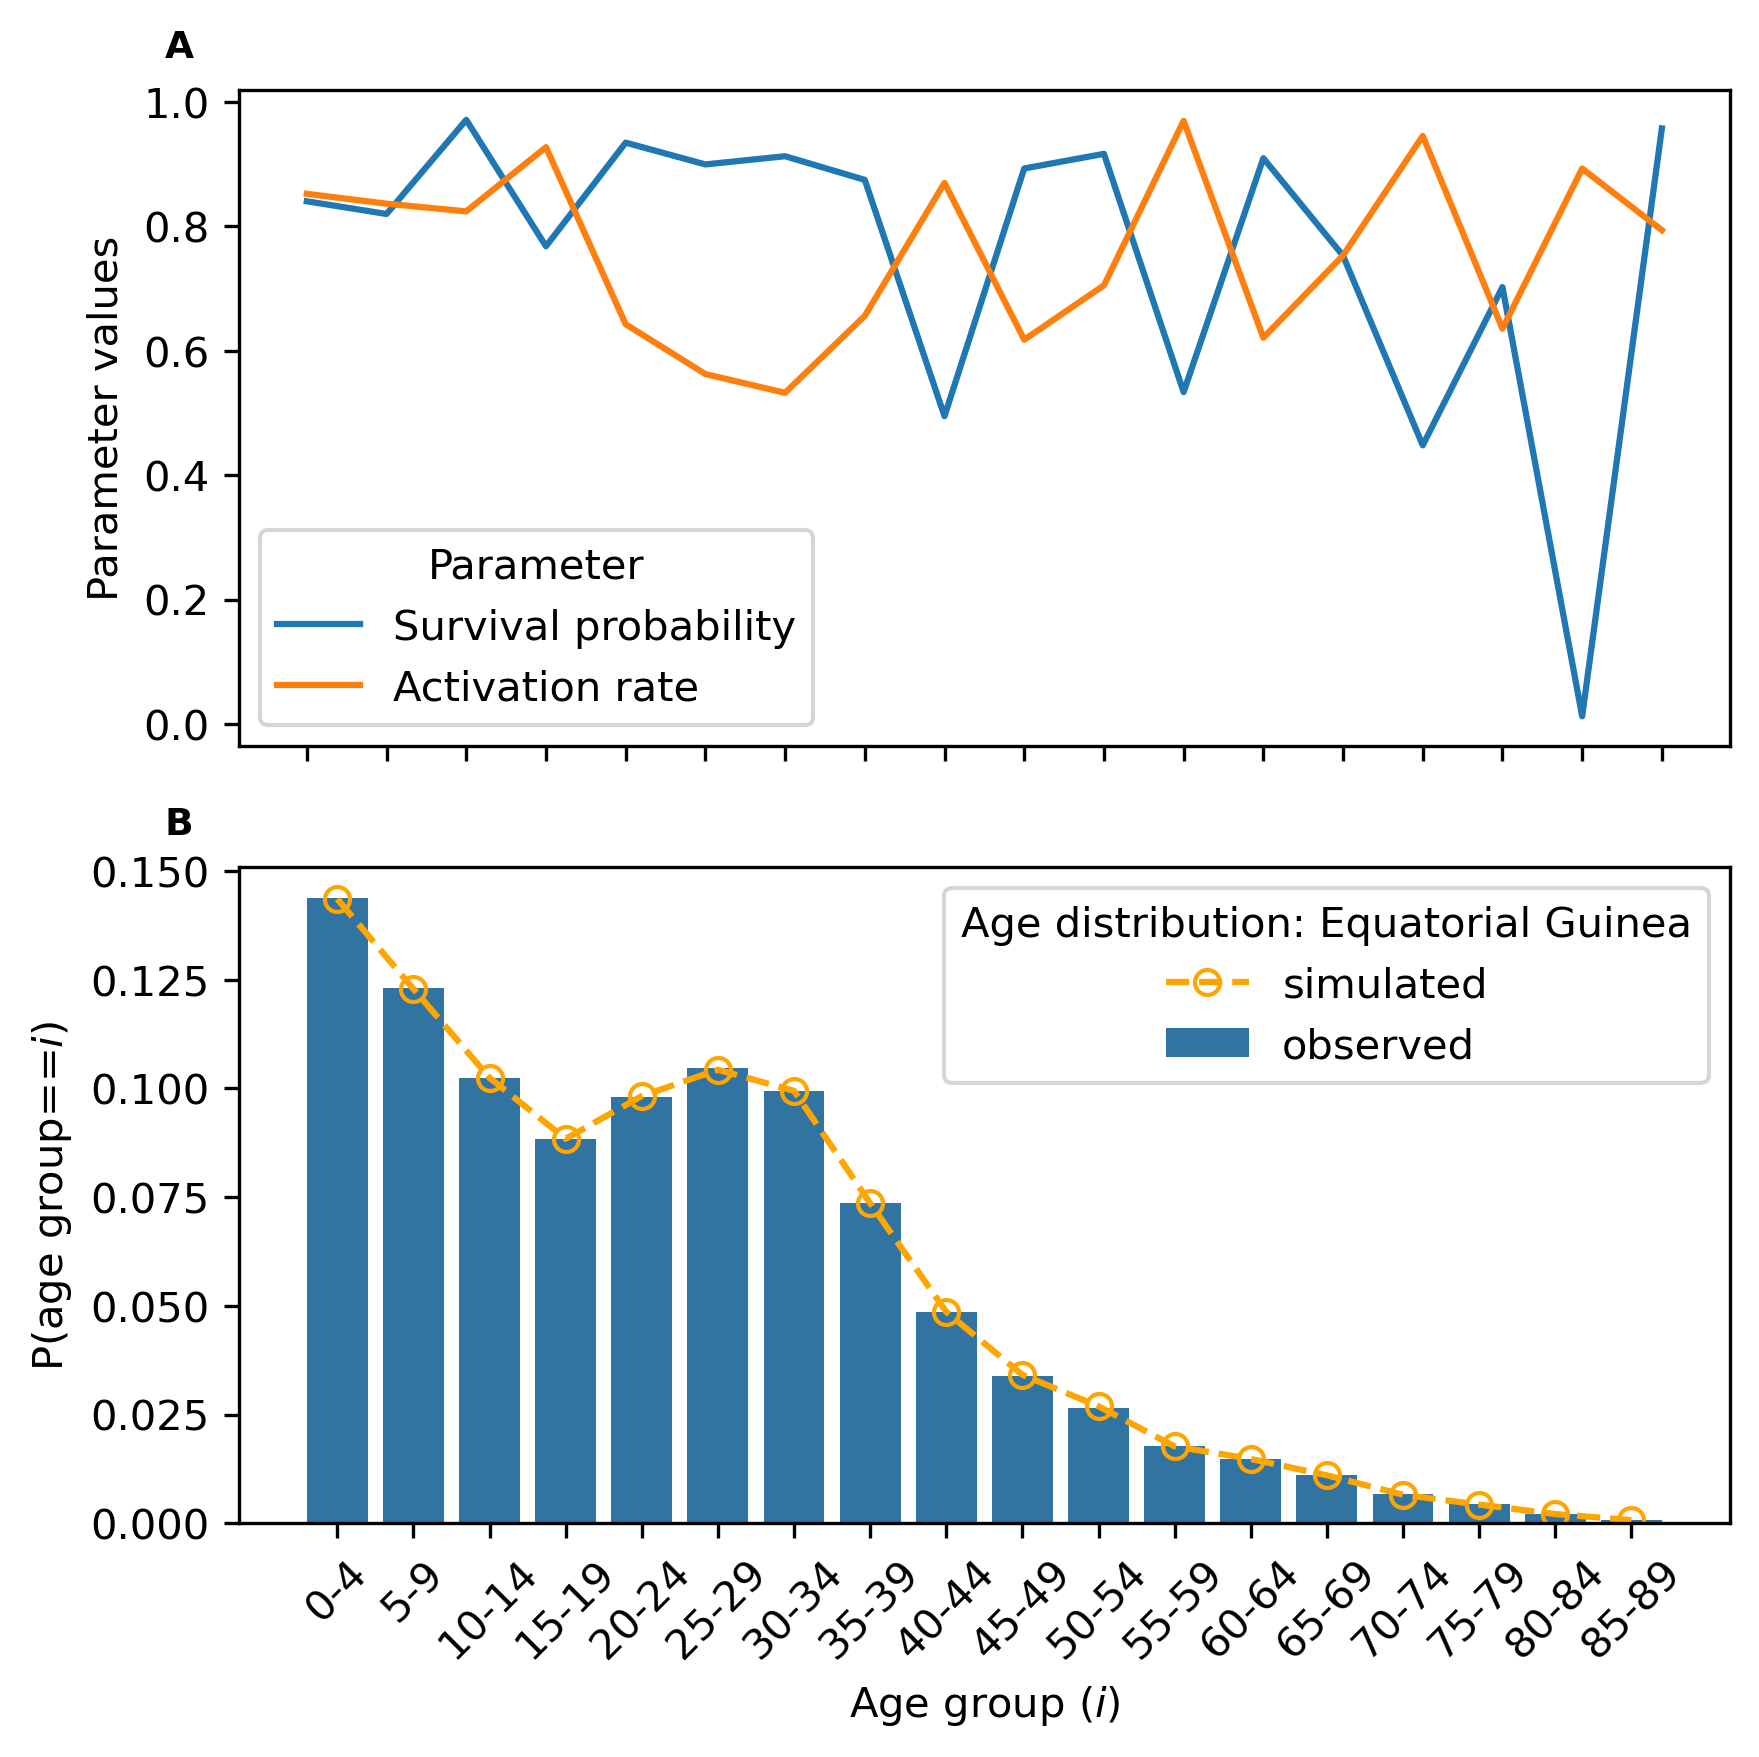 A
1.0
0.8
0.6
0.4
0.2
0.0
Parameter values
Parameter
Survival probability
Activation rate
B
0.150
0.125
0.100
0.075
0.050
0.025
0.000
P(age group==i)
Age distribution: Equatorial Guinea
simulated
observed
0-4
5-9
10-14
15-19
20-24
25-29
30-34
35-39
40-44
45-49
50-54
55-59
60-64
65-69
70-74
75-79
80-84
85-89
Age group (i)